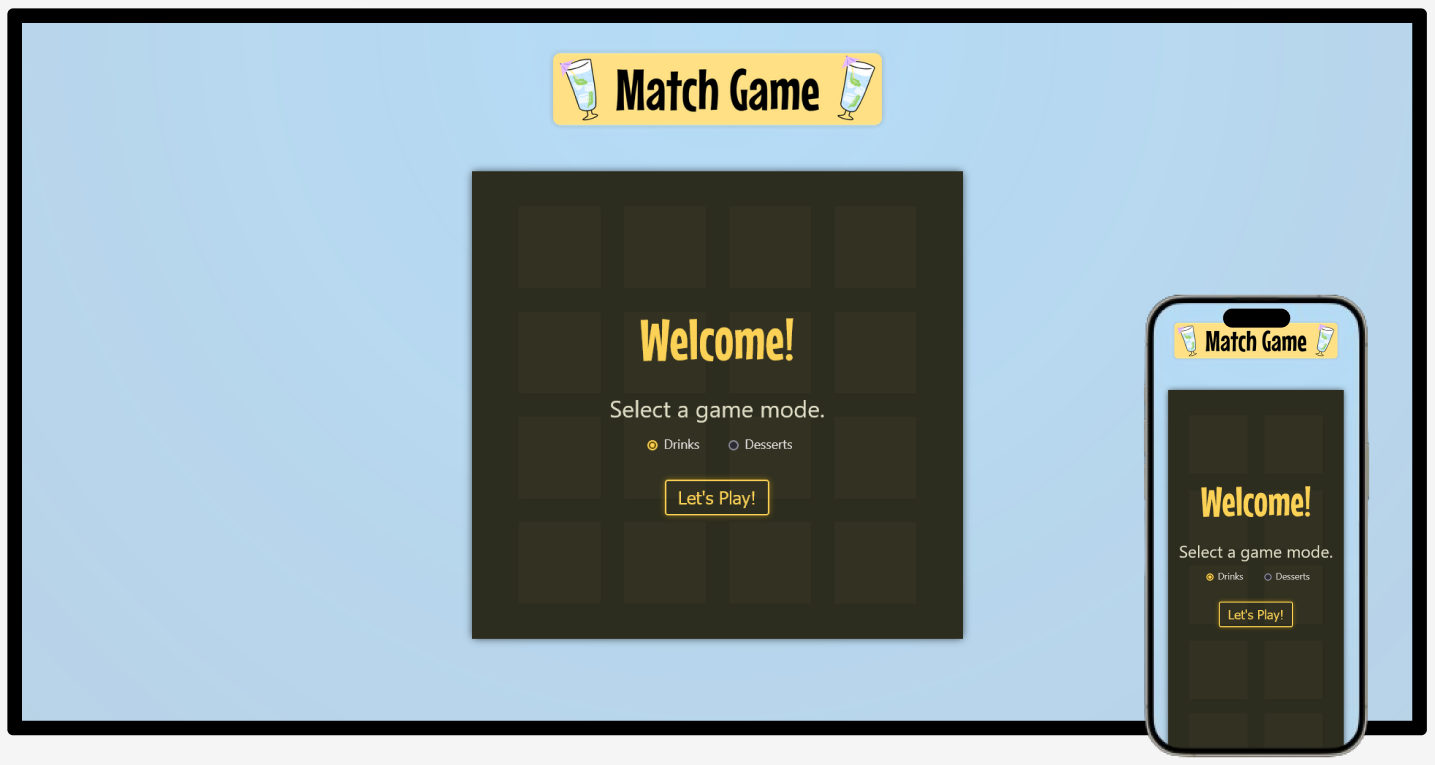 Match Game
Welcome!
Select a game mode.
Drinks Desserts
Let's Play!
Match Game
Welcome!
Select a game mode.
Drinks Desserts
Let's Play!